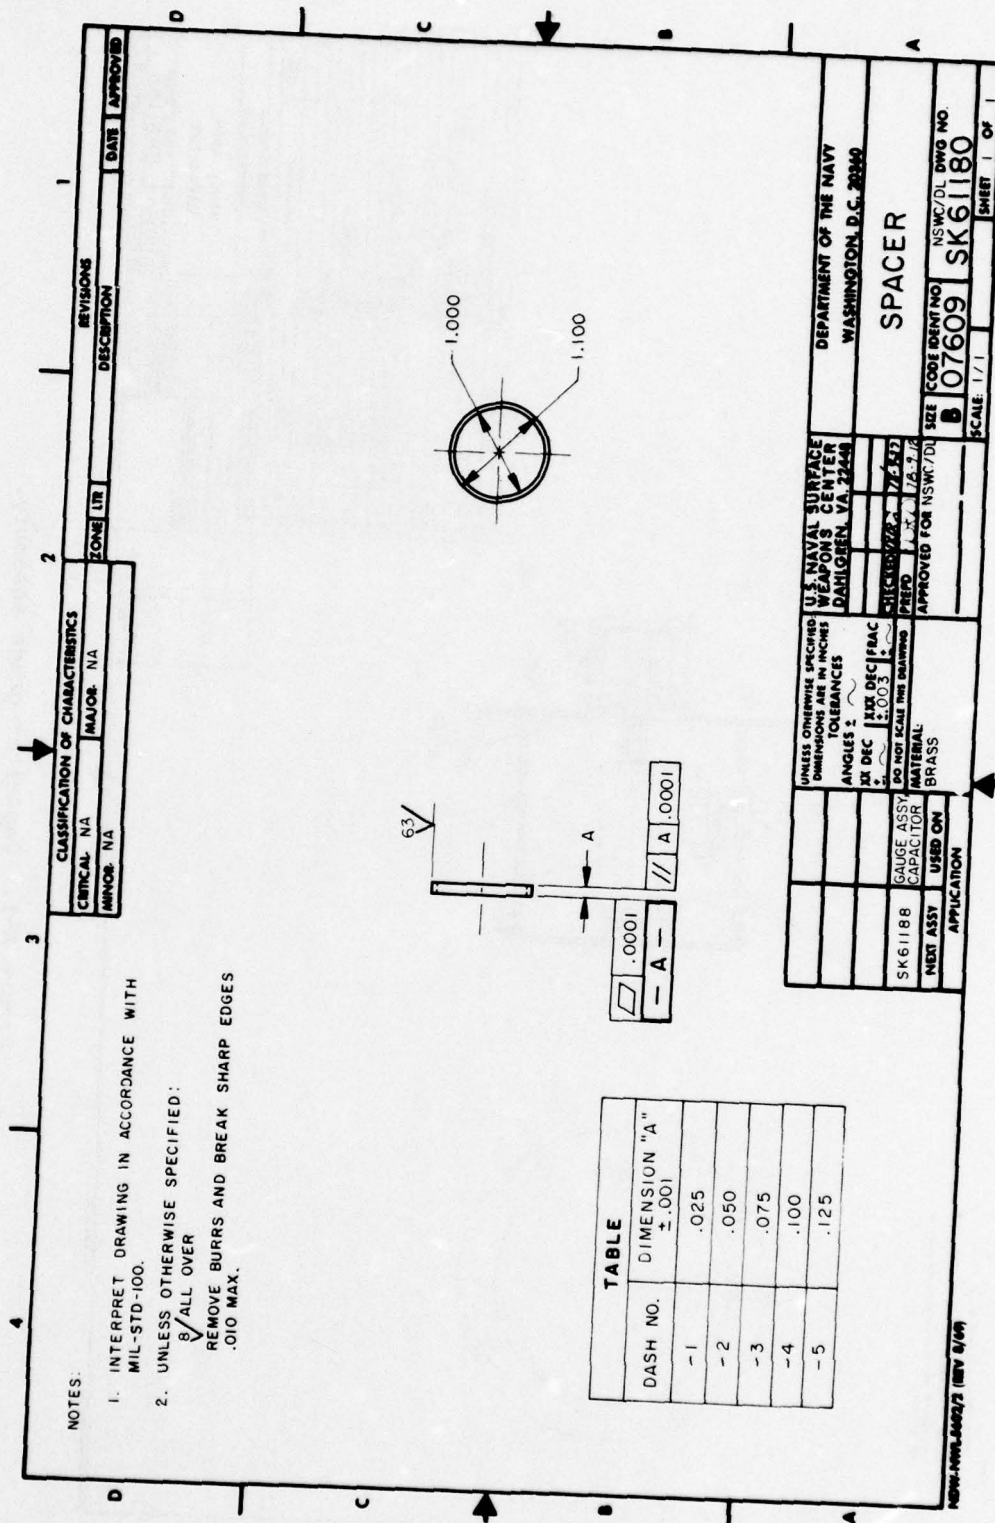 4
3
2
1
D
C
B
A
D
C
B
A
NOTES:
1. INTERPRET DRAWING IN ACCORDANCE WITH
MIL-STD-100.
2. UNLESS OTHERWISE SPECIFIED:
8/ ALL OVER
REMOVE BURRS AND BREAK SHARP EDGES
.010 MAX.
CLASSIFICATION OF CHARACTERISTICS
CRITICAL- NA
MAJOR- NA
MINOR- NA
REVISIONS
ZONE LTR DESCRIPTION DATE APPROVED
63/
A
▱ .0001
- A -
// A .0001
1.000
1.100
TABLE
DASH NO. DIMENSION "A"
±.001
-1 .025
-2 .050
-3 .075
-4 .100
-5 .125
SK61188 GAUGE ASSY,
CAPACITOR
NEXT ASSY USED ON
APPLICATION
UNLESS OTHERWISE SPECIFIED:
DIMENSIONS ARE IN INCHES
TOLERANCES
ANGLES ± ~
XX DEC XXX DEC FRAC
± ~ ±.003 ± ~
DO NOT SCALE THIS DRAWING
MATERIAL:
BRASS
U.S. NAVAL SURFACE
WEAPONS CENTER
DAHLGREN, VA. 22448
CHECKED
PREPD
APPROVED FOR NSWC/DL
DEPARTMENT OF THE NAVY
WASHINGTON, D.C. 20360
SPACER
SIZE CODE IDENT NO. NSWC/DL DWG NO.
B 07609 SK61180
SCALE: 1/1 SHEET 1 OF 1